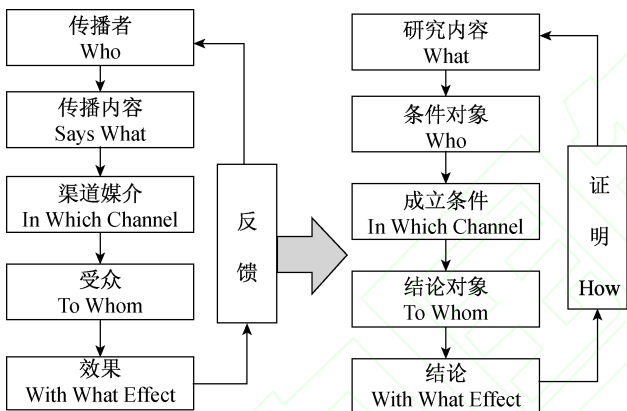 传播者
Who
传播内容
Says What
渠道媒介
In Which Channel
受众
To Whom
效果
With What Effect
反
馈
研究内容
What
条件对象
Who
成立条件
In Which Channel
结论对象
To Whom
结论
With What Effect
证
明
How